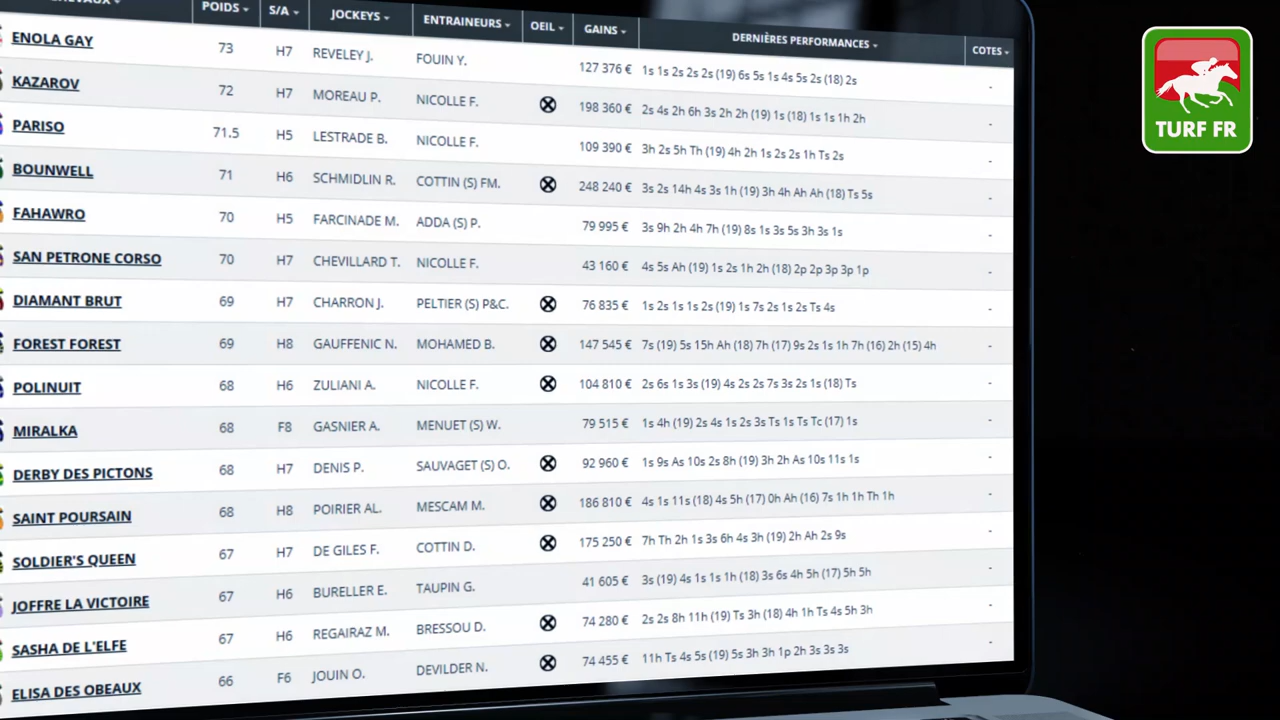 POIDS S/A JOCKEYS ENTRAINEURS OEIL GAINS DERNIÈRES PERFORMANCES COTES
ENOLA GAY 73 H7 REVELEY J. FOUIN Y. 127 376 € 1s 1s 2s 2s 2s (19) 6s 5s 1s 4s 5s 2s (18) 2s -
KAZAROV 72 H7 MOREAU P. NICOLLE F. 198 360 € 2s 4s 2h 6h 3s 2h 2h (19) 1s (18) 1s 1s 1h 2h -
PARISO 71.5 H5 LESTRADE B. NICOLLE F. 109 390 € 3h 2s 5h Th (19) 4h 2h 1s 2s 2s 1h Ts 2s -
BOUNWELL 71 H6 SCHMIDLIN R. COTTIN (S) FM. 248 240 € 3s 2s 14h 4s 3s 1h (19) 3h 4h Ah Ah (18) Ts 5s -
FAHAWRO 70 H5 FARCINADE M. ADDA (S) P. 79 995 € 3s 9h 2h 4h 7h (19) 8s 1s 3s 5s 3h 3s 1s -
SAN PETRONE CORSO 70 H7 CHEVILLARD T. NICOLLE F. 43 160 € 4s 5s Ah (19) 1s 2s 1h 2h (18) 2p 2p 3p 3p 1p -
DIAMANT BRUT 69 H7 CHARRON J. PELTIER (S) P&C. 76 835 € 1s 2s 1s 1s 2s (19) 1s 7s 2s 1s 2s Ts 4s -
FOREST FOREST 69 H8 GAUFFENIC N. MOHAMED B. 147 545 € 7s (19) 5s 15h Ah (18) 7h (17) 9s 2s 1s 1h 7h (16) 2h (15) 4h -
POLINUIT 68 H6 ZULIANI A. NICOLLE F. 104 810 € 2s 6s 1s 3s (19) 4s 2s 2s 7s 3s 2s 1s (18) Ts -
MIRALKA 68 F8 GASNIER A. MENUET (S) W. 79 515 € 1s 4h (19) 2s 4s 1s 2s 3s Ts 1s Ts Tc (17) 1s -
DERBY DES PICTONS 68 H7 DENIS P. SAUVAGET (S) O. 92 960 € 1s 9s As 10s 2s 8h (19) 3h 2h As 10s 11s 1s -
SAINT POURSAIN 68 H8 POIRIER AL. MESCAM M. 186 810 € 4s 1s 11s (18) 4s 5h (17) 0h Ah (16) 7s 1h 1h Th 1h -
SOLDIER'S QUEEN 67 H7 DE GILES F. COTTIN D. 175 250 € 7h Th 2h 1s 3s 6h 4s 3h (19) 2h Ah 2s 9s -
JOFFRE LA VICTOIRE 67 H6 BURELLER E. TAUPIN G. 41 605 € 3s (19) 4s 1s 1s 1h (18) 3s 6s 4h 5h (17) 5h 5h -
SASHA DE L'ELFE 67 H6 REGAIRAZ M. BRESSOU D. 74 280 € 2s 2s 8h 11h (19) Ts 3h (18) 4h 1h Ts 4s 5h 3h -
ELISA DES OBEAUX 66 F6 JOUIN O. DEVILDER N. 74 455 € 11h Ts 4s 5s (19) 5s 3h 3h 1p 2h 3s 3s 3s -
TURF FR